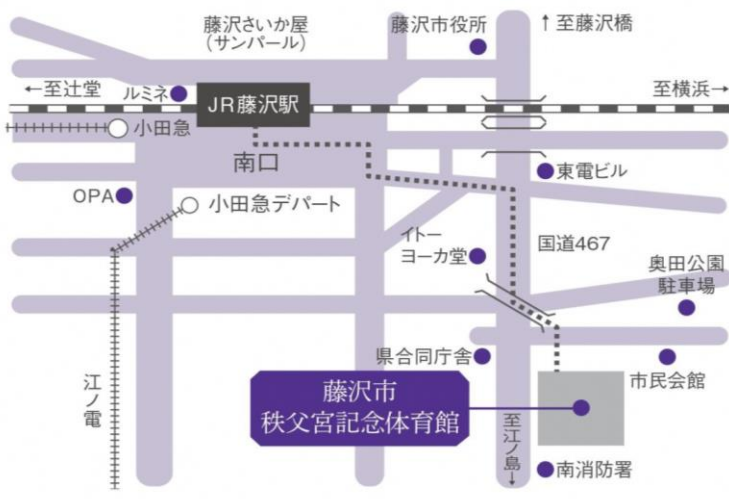 藤沢さいか屋
（サンパール）
藤沢市役所
↑至藤沢橋
←至辻堂
ルミネ
JR藤沢駅
至横浜→
小田急
南口
東電ビル
OPA
小田急デパート
イトー
ヨーカ堂
国道467
奥田公園
駐車場
県合同庁舎
市民会館
江ノ電
藤沢市
秩父宮記念体育館
至江ノ島→
南消防署